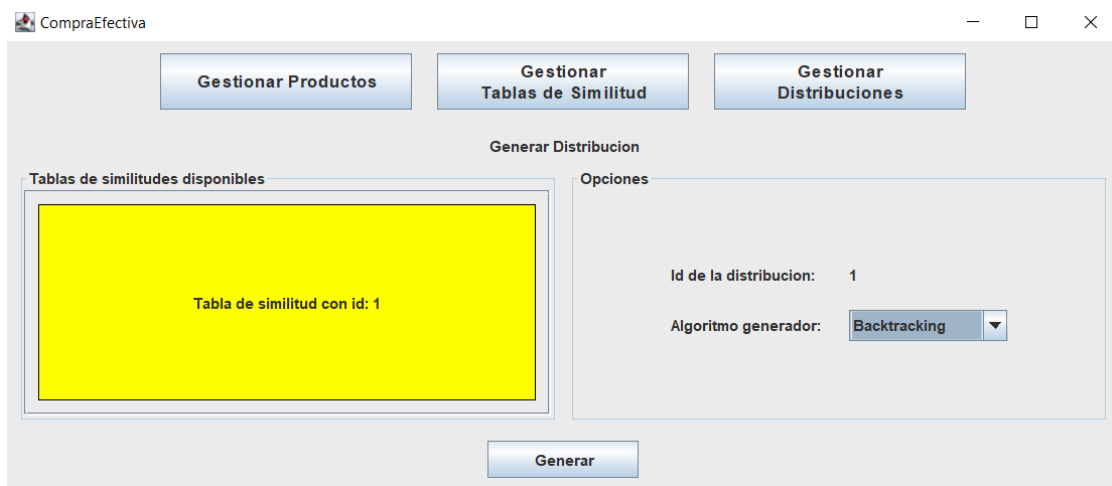 CompraEfectiva
Gestionar Productos
Gestionar
Tablas de Similitud
Gestionar
Distribuciones
Generar Distribucion
Tablas de similitudes disponibles
Tabla de similitud con id: 1
Opciones
Id de la distribucion: 1
Algoritmo generador: Backtracking
Generar